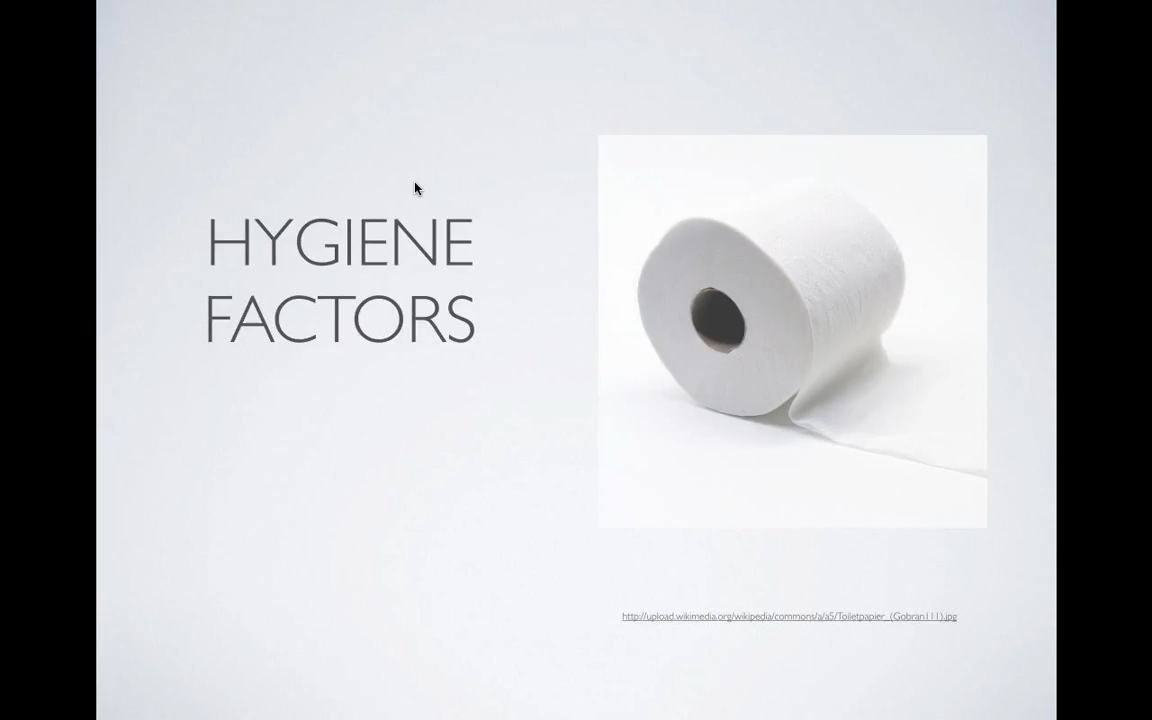 HYGIENE
FACTORS
http://upload.wikimedia.org/wikipedia/commons/a/a5/Toiletpapier_(Gobran111).jpg